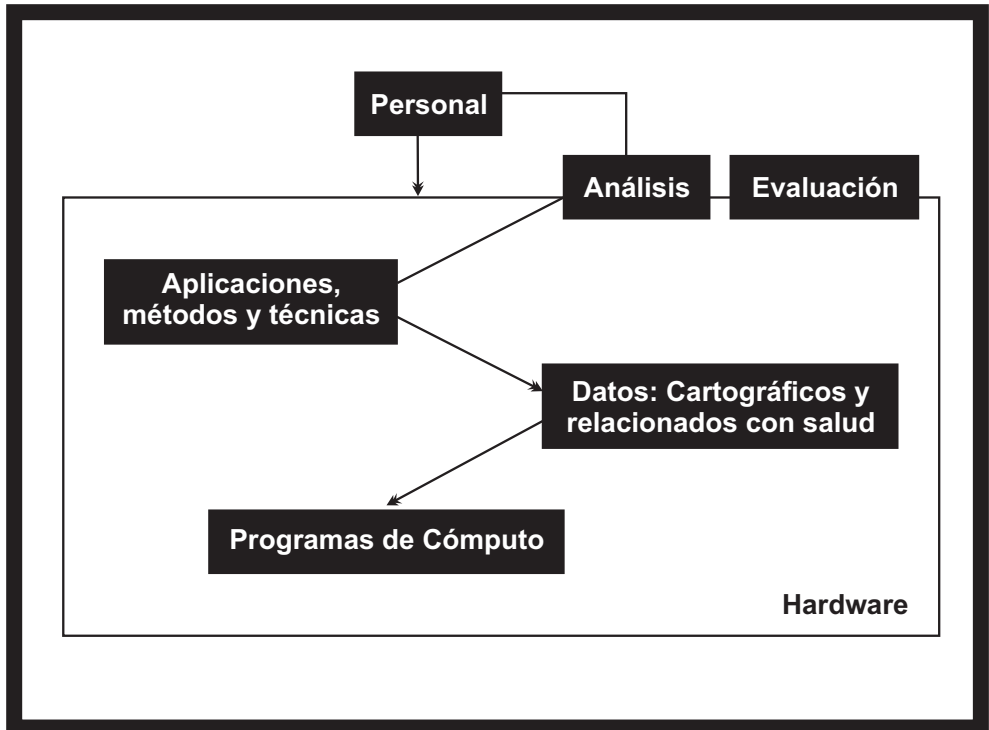 Personal
Análisis
Evaluación
Aplicaciones,
métodos y técnicas
Datos: Cartográficos y
relacionados con salud
Programas de Cómputo
Hardware